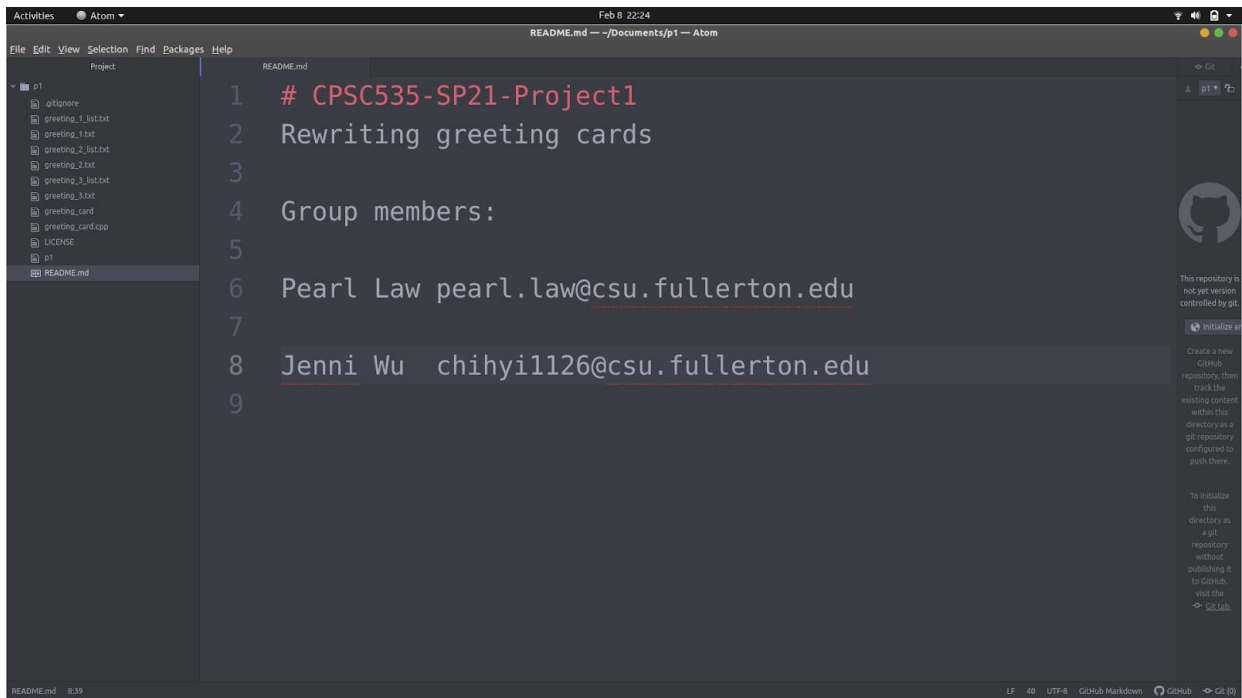 Activities Atom Feb 8 22:24
README.md — ~/Documents/p1 — Atom
File Edit View Selection Find Packages Help
Project README.md Git
p1
.gitignore
greeting_1_list.txt
greeting_1.txt
greeting_2_list.txt
greeting_2.txt
greeting_3_list.txt
greeting_3.txt
greeting_card
greeting_card.cpp
LICENSE
p1
README.md
1 # CPSC535-SP21-Project1
2 Rewriting greeting cards
3
4 Group members:
5
6 Pearl Law pearl.law@csu.fullerton.edu
7
8 Jenni Wu  chihyi1126@csu.fullerton.edu
9
p1
This repository is
not yet version
controlled by git.
Initialize an
Create a new
GitHub
repository, then
track the
existing content
within this
directory as a
git repository
configured to
push there.
To initialize
this
directory as
a git
repository
without
publishing it
to GitHub,
visit the
Git tab.
README.md 8:39 LF 40 UTF-8 GitHub Markdown GitHub Git (0)